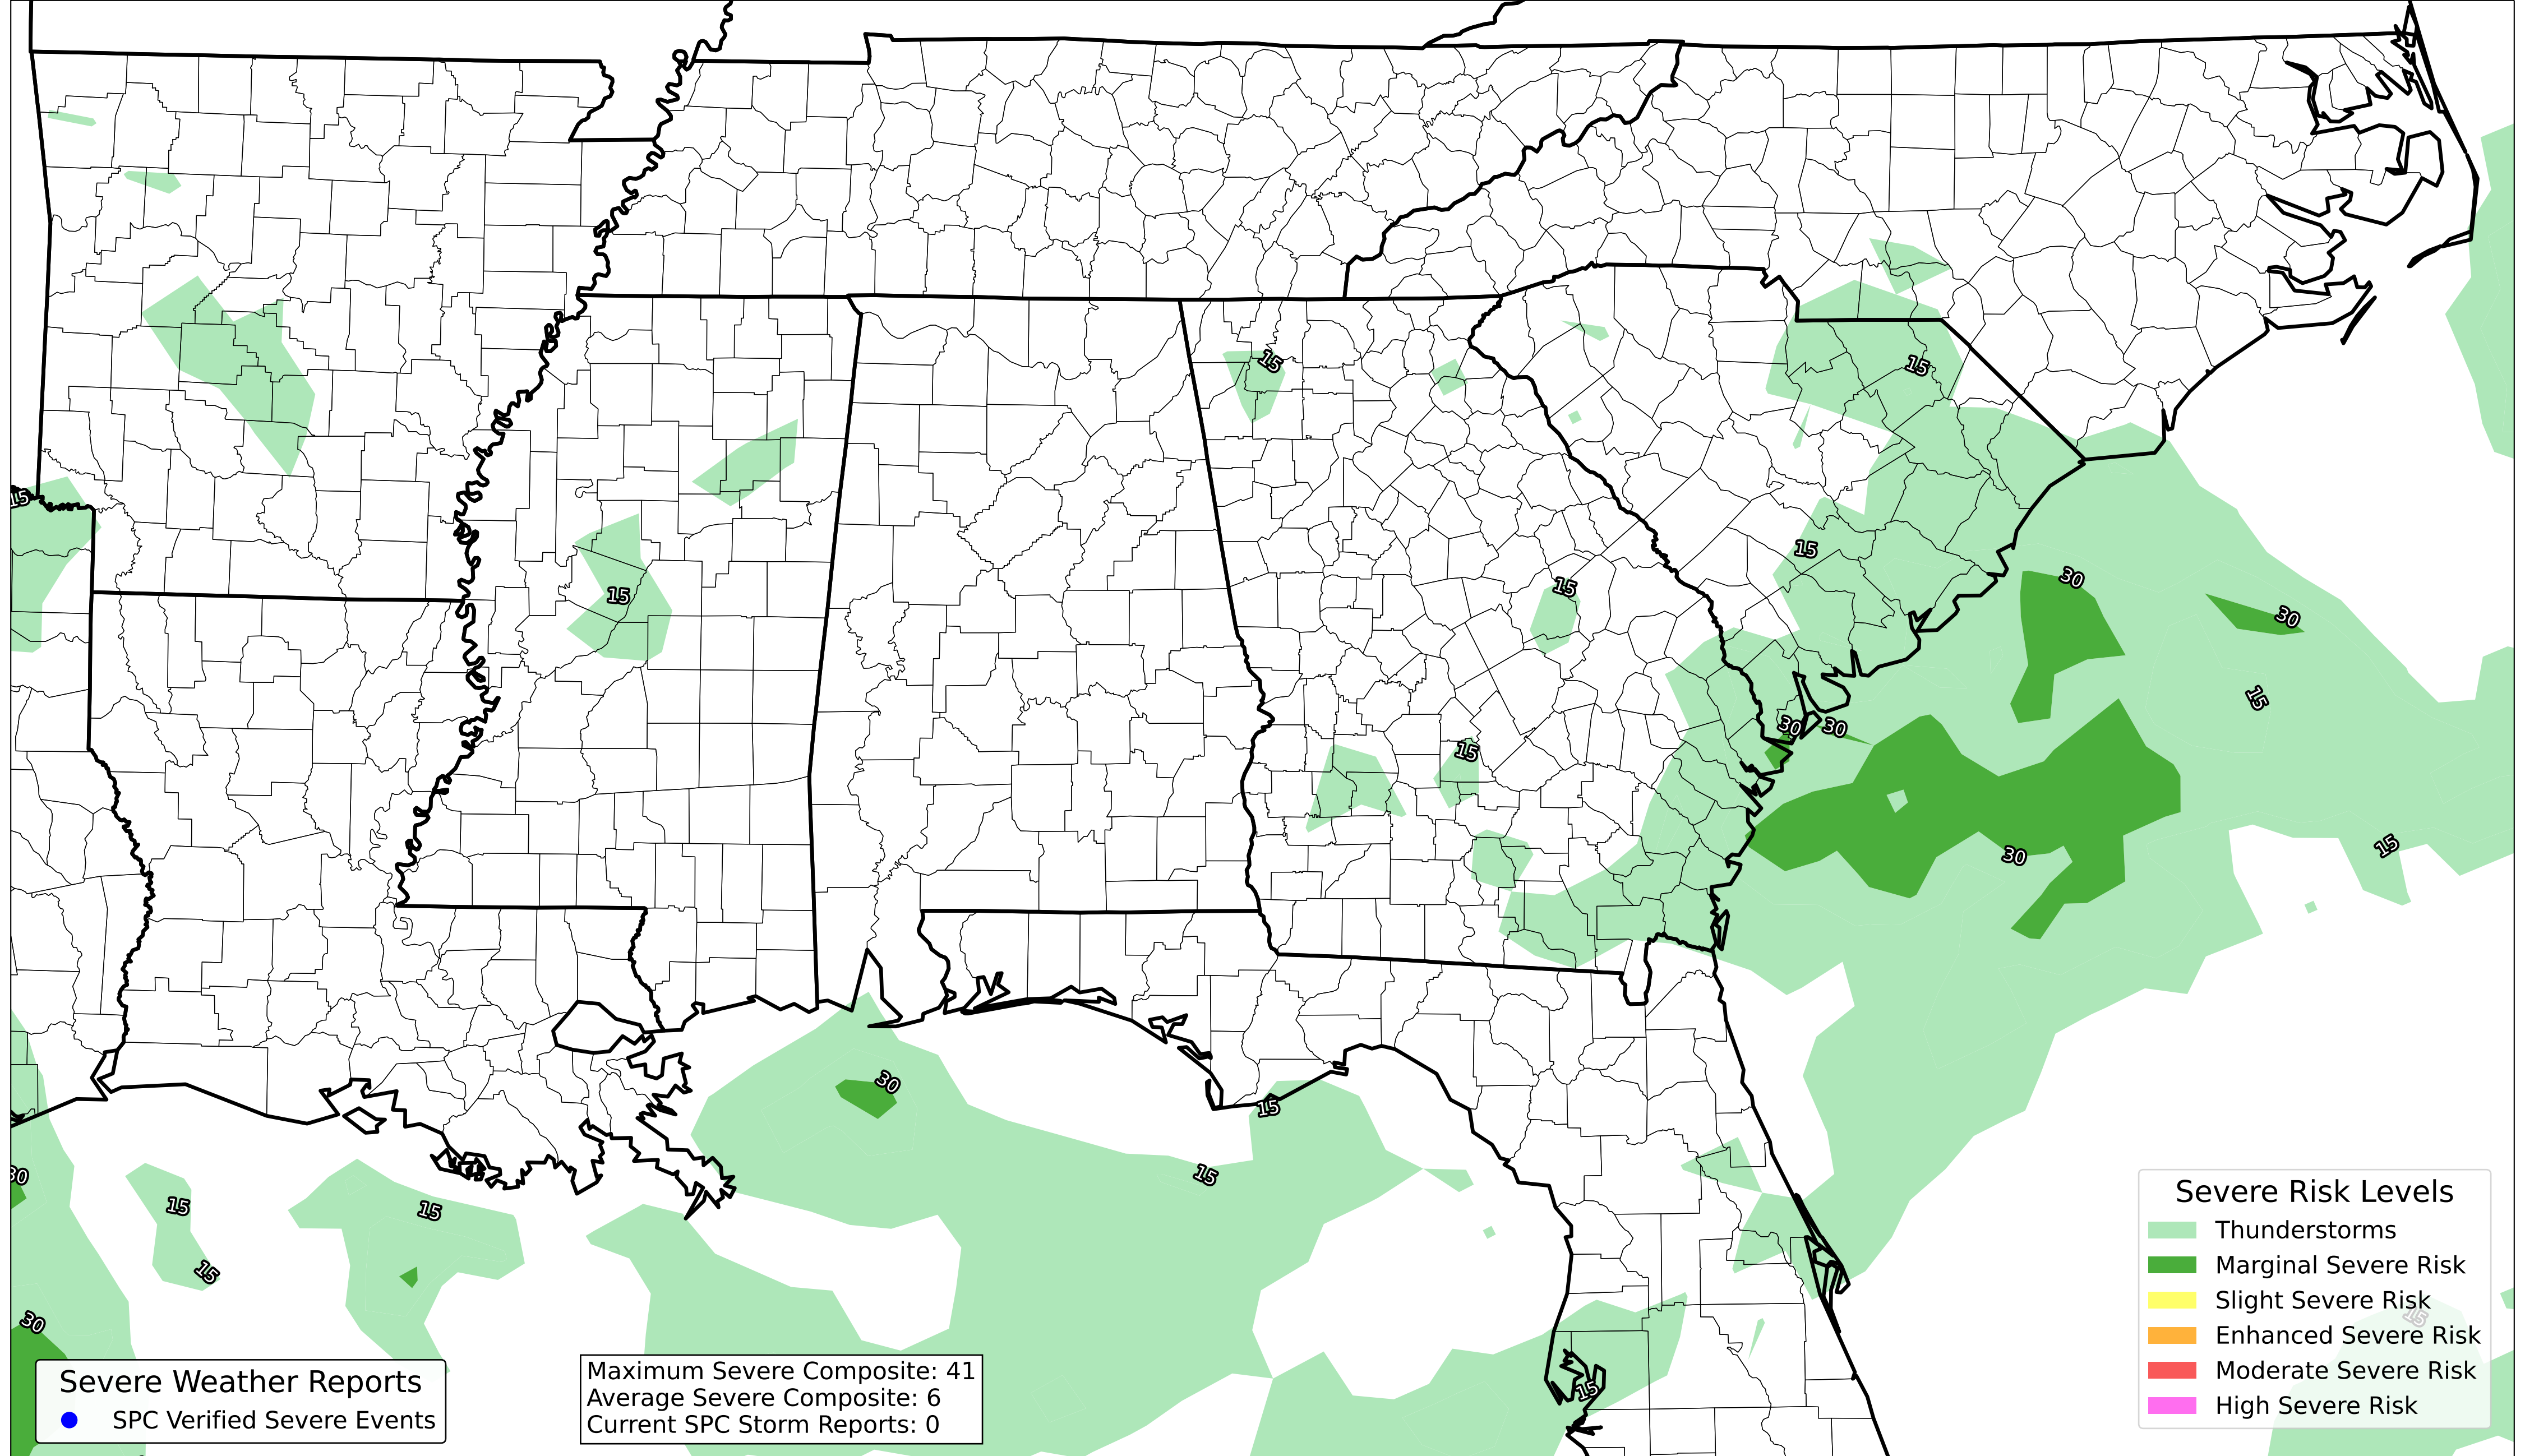 15
15
15
15
15
30
30
15
15
30
30
15
15
30
15
30
15
30
15
15
15
15
30
15
15
Severe Weather Reports
SPC Verified Severe Events
Maximum Severe Composite: 41
Average Severe Composite: 6
Current SPC Storm Reports: 0
Severe Risk Levels
Thunderstorms
Marginal Severe Risk
Slight Severe Risk
Enhanced Severe Risk
Moderate Severe Risk
High Severe Risk